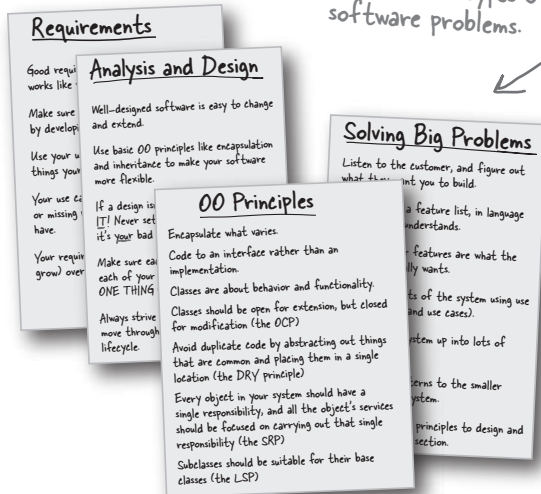 software problems.
Requirements
Good requi
works like
Make sure
by developi
Use your u
things your
Your use ca
or missing
have.
Your requir
grow) over
Analysis and Design
Well-designed software is easy to change
and extend.
Use basic OO principles like encapsulation
and inheritance to make your software
more flexible.
If a design is
IT! Never set
it's your bad
Make sure eac
each of your
ONE THING
Always strive
move through
lifecycle.
OO Principles
Encapsulate what varies.
Code to an interface rather than an
implementation.
Classes are about behavior and functionality.
Classes should be open for extension, but closed
for modification (the OCP)
Avoid duplicate code by abstracting out things
that are common and placing them in a single
location (the DRY principle)
Every object in your system should have a
single responsibility, and all the object's services
should be focused on carrying out that single
responsibility (the SRP)
Subclasses should be suitable for their base
classes (the LSP)
Solving Big Problems
Listen to the customer, and figure out
what they want you to build.
a feature list, in language
understands.
features are what the
lly wants.
ts of the system using use
and use cases).
stem up into lots of
erns to the smaller
ystem.
principles to design and
section.